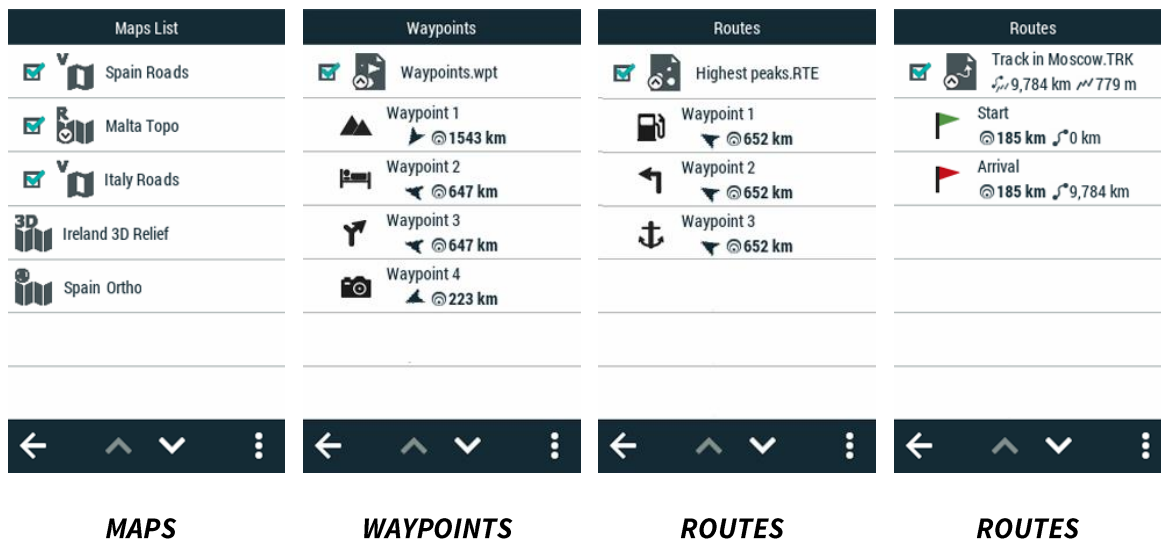 Maps List
V
Spain Roads
R
Malta Topo
V
Italy Roads
3D
Ireland 3D Relief
Spain Ortho
MAPS
Waypoints
Waypoints.wpt
Waypoint 1
1543 km
Waypoint 2
647 km
Waypoint 3
647 km
Waypoint 4
223 km
WAYPOINTS
Routes
Highest peaks.RTE
Waypoint 1
652 km
Waypoint 2
652 km
Waypoint 3
652 km
ROUTES
Routes
Track in Moscow.TRK
9,784 km 779 m
Start
185 km 0 km
Arrival
185 km 9,784 km
ROUTES